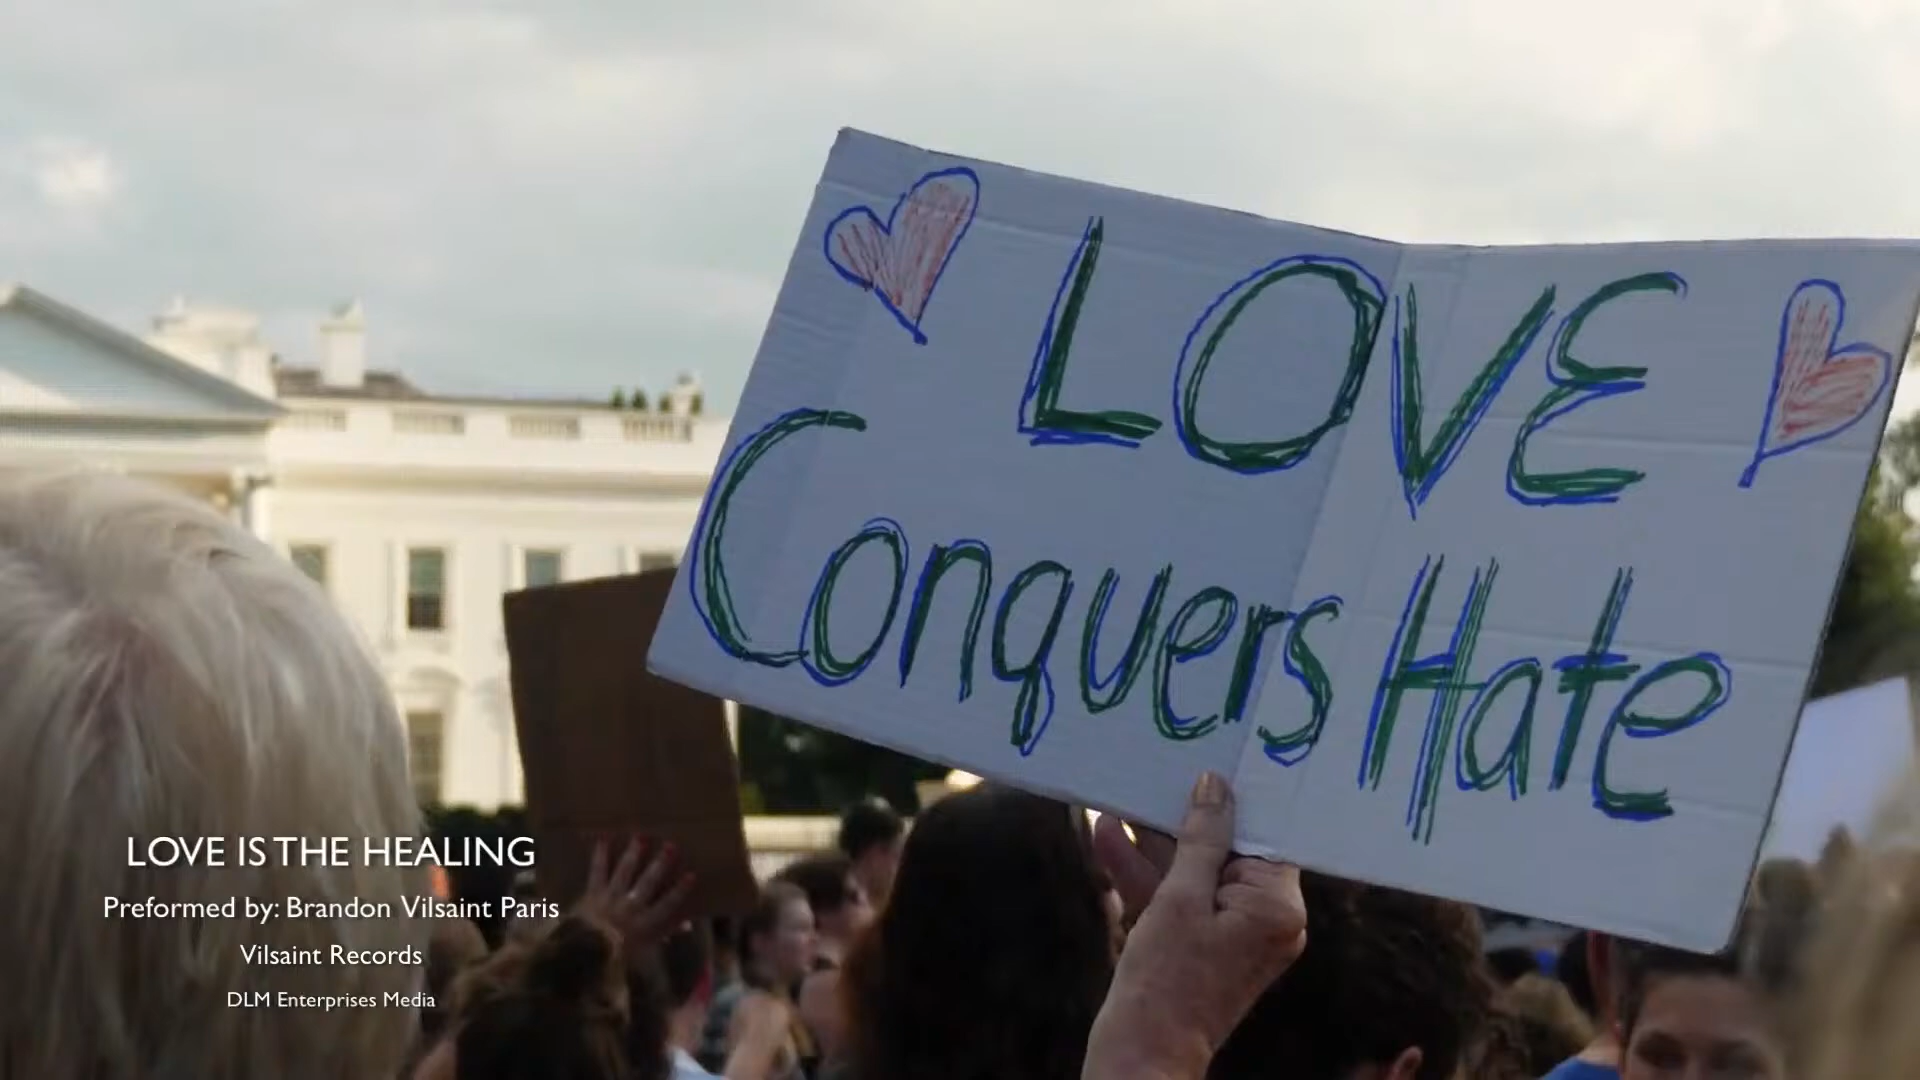 LOVE
Conquers Hate
LOVE IS THE HEALING
Preformed by: Brandon Vilsaint Paris
Vilsaint Records
DLM Enterprises Media